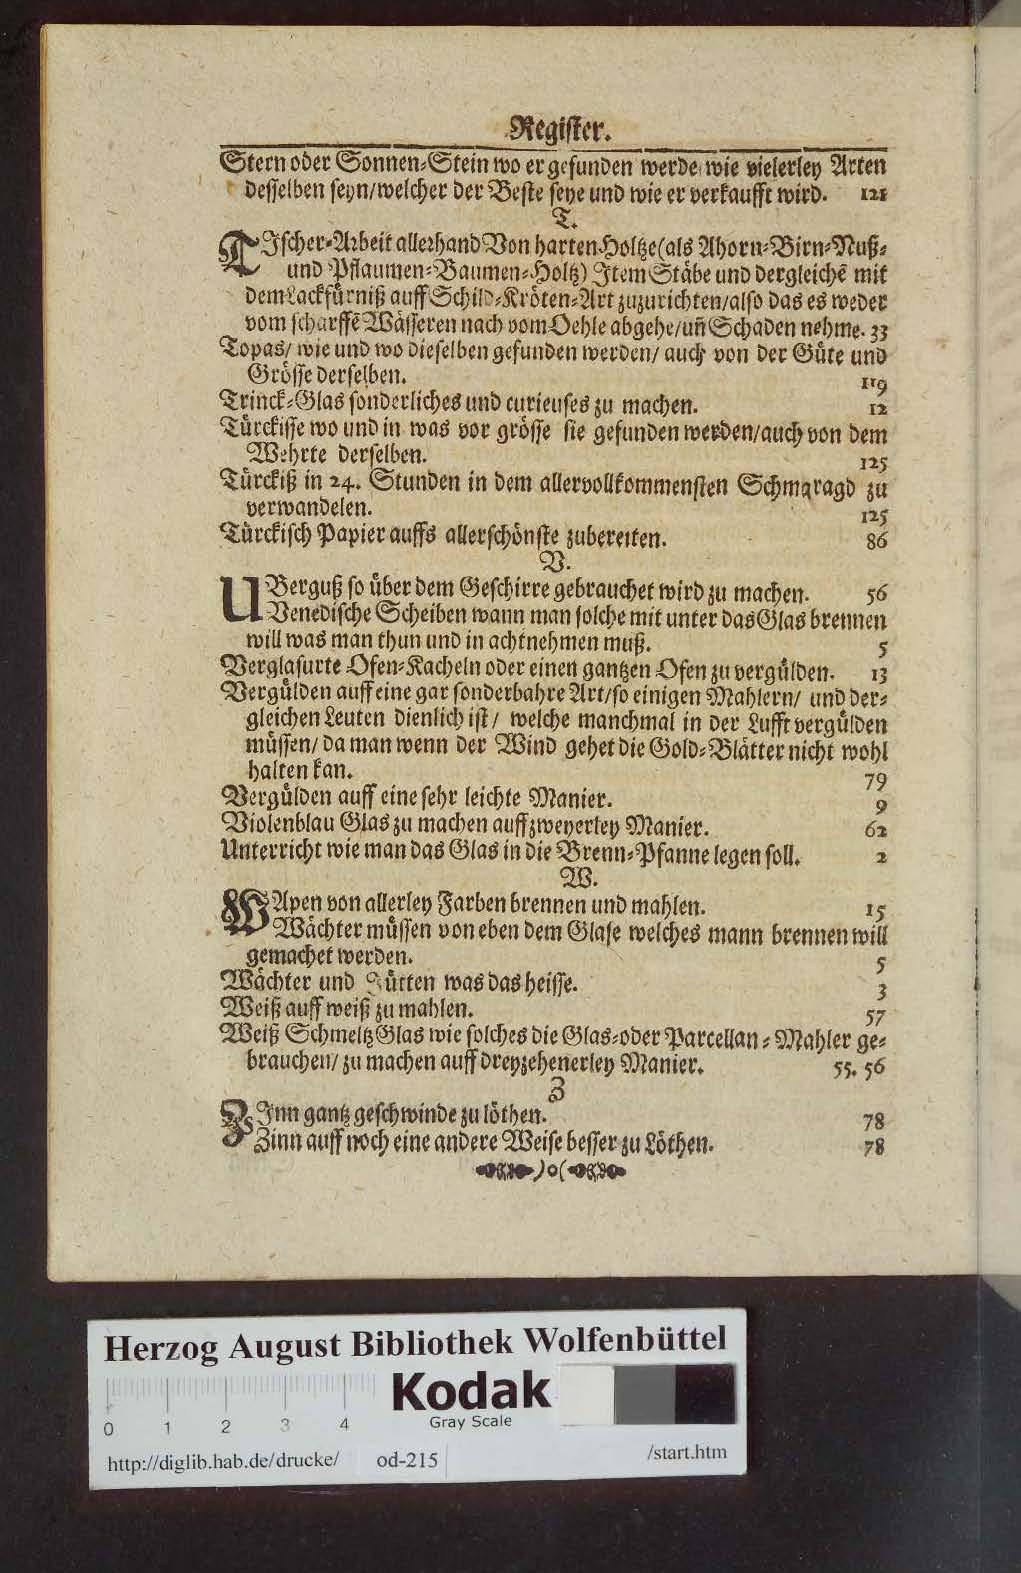 Register.
Stern oder Sonnen-Stein wo er gefunden werde/ wie vielerley Arten
desselben seyn/welcher der Beste seye und wie er verkaufft wird. 121
T.
TIscher-Arbeit allerhand Von harten Holtze (als Ahorn-Birn-Nuß-
und Pflaumen-Baumen-Holtz) Item Stäbe und dergleichē mit
dem Lackfürniß auff Schild-Kröten-Art zuzurichten/also das es weder
vom scharffē Wässeren nach vom Oehle abgehe/un̄ Schaden nehme. 33
Topas/ wie und wo dieselben gefunden werden/ auch von der Güte und
Grösse derselben. 119
Trinck-Glas sonderliches und curieuses zu machen. 12
Türckisse wo und in was vor grösse sie gefunden werden/auch von dem
Wehrte derselben. 125
Türckiß in 24. Stunden in dem allervollkommensten Schmaragd zu
verwandelen. 125
Türckisch Papier auffs allerschönste zubereiten. 86
V.
UBerguß so über dem Geschirre gebrauchet wird zu machen. 56
Venedische Scheiben wann man solche mit unter das Glas brennen
will was man thun und in acht nehmen muß. 5
Verglasurte Ofen-Kacheln oder einen gantzen Ofen zu vergülden. 13
Vergülden auff eine gar sonderbahre Art/so einigen Mahlern/ und der-
gleichen Leuten dienlich ist/ welche manchmal in der Lufft vergülden
müssen/ da man wenn der Wind gehet die Gold-Blätter nicht wohl
halten kan. 79
Vergülden auff eine sehr leichte Manier. 9
Violenblau Glas zu machen auff zweyerley Manier. 62
Unterricht wie man das Glas in die Brenn-Pfanne legen soll. 2
W.
WApen von allerley Farben brennen und mahlen. 15
Wächter müssen von eben dem Glase welches mann brennen will
gemachet werden. 5
Wächter und Jütten was das heisse. 3
Weiß auff weiß zu mahlen. 57
Weiß Schmeltz Glas wie solches die Glas-oder Parcellan-Mahler ge-
brauchen/ zu machen auff dreyzehenerley Manier. 55. 56
Z
ZInn gantz geschwinde zu löthen. 78
Zinn auff noch eine andere Weise besser zu Löthen. 78
)o(
Herzog August Bibliothek Wolfenbüttel
Kodak
Gray Scale
0 1 2 3 4
http://diglib.hab.de/drucke/ od-215 /start.htm